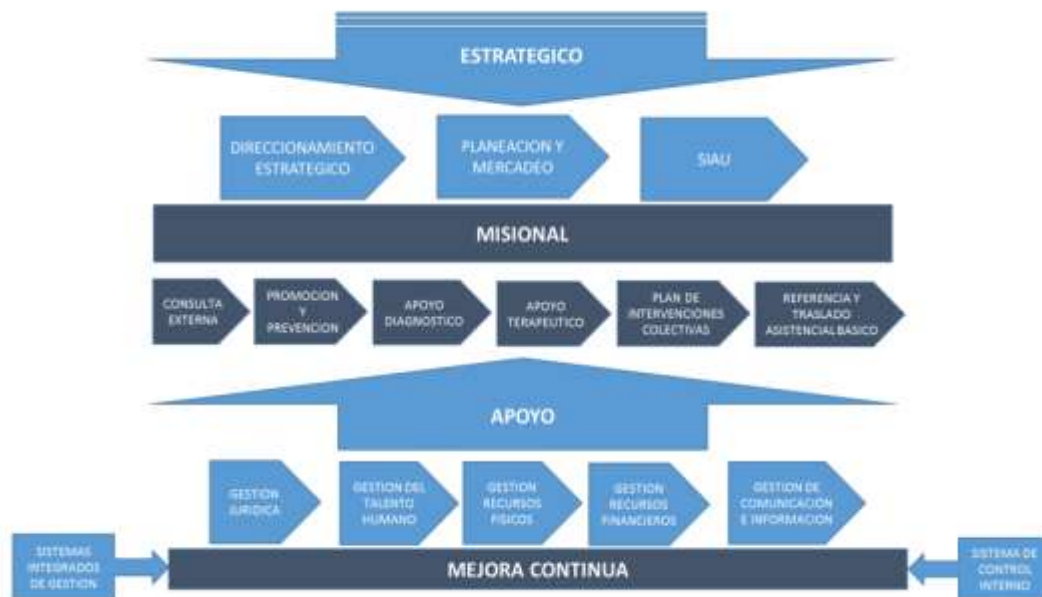 ESTRATEGICO
DIRECCIONAMIENTO
ESTRATEGICO
PLANEACION Y
MERCADEO
SIAU
MISIONAL
CONSULTA
EXTERNA
PROMOCION
Y
PREVENCION
APOYO
DIAGNOSTICO
APOYO
TERAPEUTICO
PLAN DE
INTERVENCIONES
COLECTIVAS
REFERENCIA Y
TRASLADO
ASISTENCIAL BASICO
APOYO
GESTION
JURIDICA
GESTION DEL
TALENTO
HUMANO
GESTION
RECURSOS
FISICOS
GESTION
RECURSOS
FINANCIEROS
GESTION DE
COMUNICACIÓN
E INFORMACION
SISTEMAS
INTEGRADOS
DE GESTION
MEJORA CONTINUA
SISTEMA DE
CONTROL
INTERNO